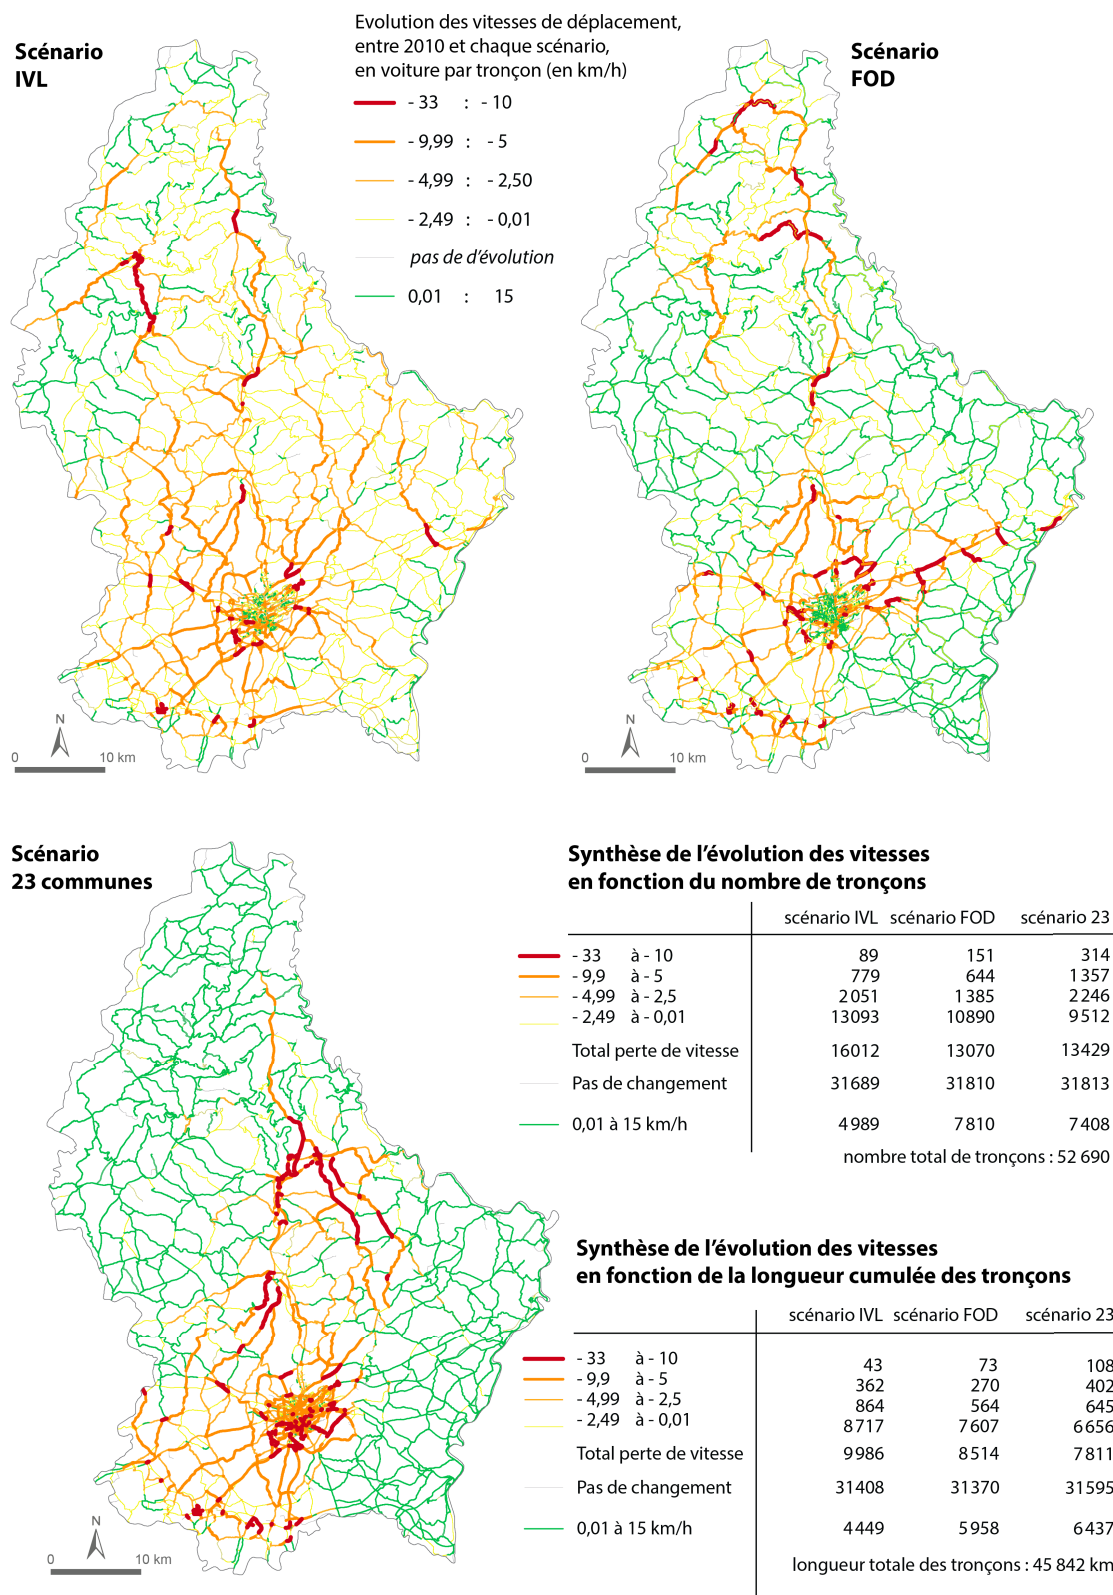 Scénario
IVL
Evolution des vitesses de déplacement,
entre 2010 et chaque scénario,
en voiture par tronçon (en km/h)
- 33 : - 10
- 9,99 : - 5
- 4,99 : - 2,50
- 2,49 : - 0,01
pas de d'évolution
0,01 : 15
Scénario
FOD
N
0 10 km
N
0 10 km
Scénario
23 communes
N
0 10 km
Synthèse de l'évolution des vitesses
en fonction du nombre de tronçons
scénario IVL scénario FOD scénario 23
- 33 à - 10 89 151 314
- 9,9 à - 5 779 644 1357
- 4,99 à - 2,5 2051 1385 2246
- 2,49 à - 0,01 13093 10890 9512
Total perte de vitesse 16012 13070 13429
Pas de changement 31689 31810 31813
0,01 à 15 km/h 4989 7810 7408
nombre total de tronçons : 52 690
Synthèse de l'évolution des vitesses
en fonction de la longueur cumulée des tronçons
scénario IVL scénario FOD scénario 23
- 33 à - 10 43 73 108
- 9,9 à - 5 362 270 402
- 4,99 à - 2,5 864 564 645
- 2,49 à - 0,01 8717 7607 6656
Total perte de vitesse 9986 8514 7811
Pas de changement 31408 31370 31595
0,01 à 15 km/h 4449 5958 6437
longueur totale des tronçons : 45 842 km